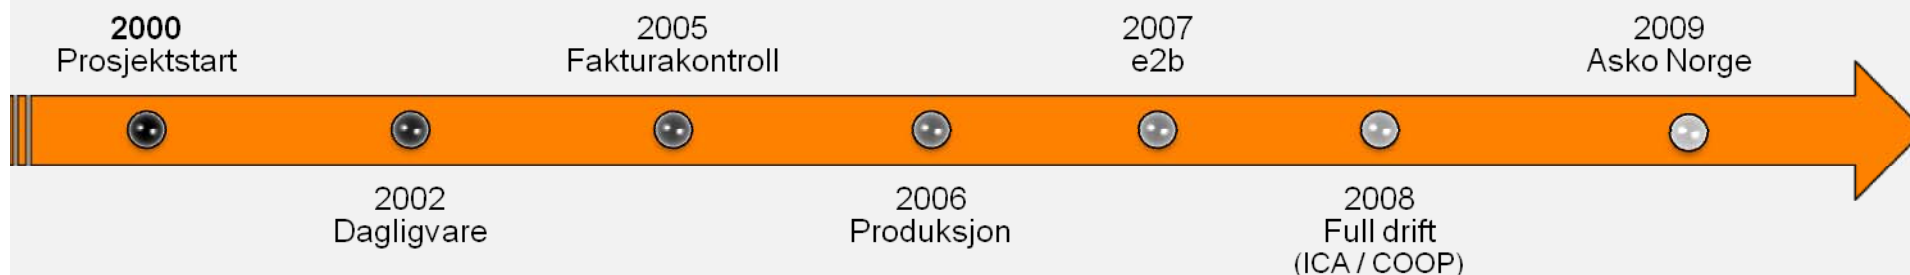 2000
Prosjektstart
2002
Dagligvare
2005
Fakturakontroll
2006
Produksjon
2007
e2b
2008
Full drift
(ICA / COOP)
2009
Asko Norge